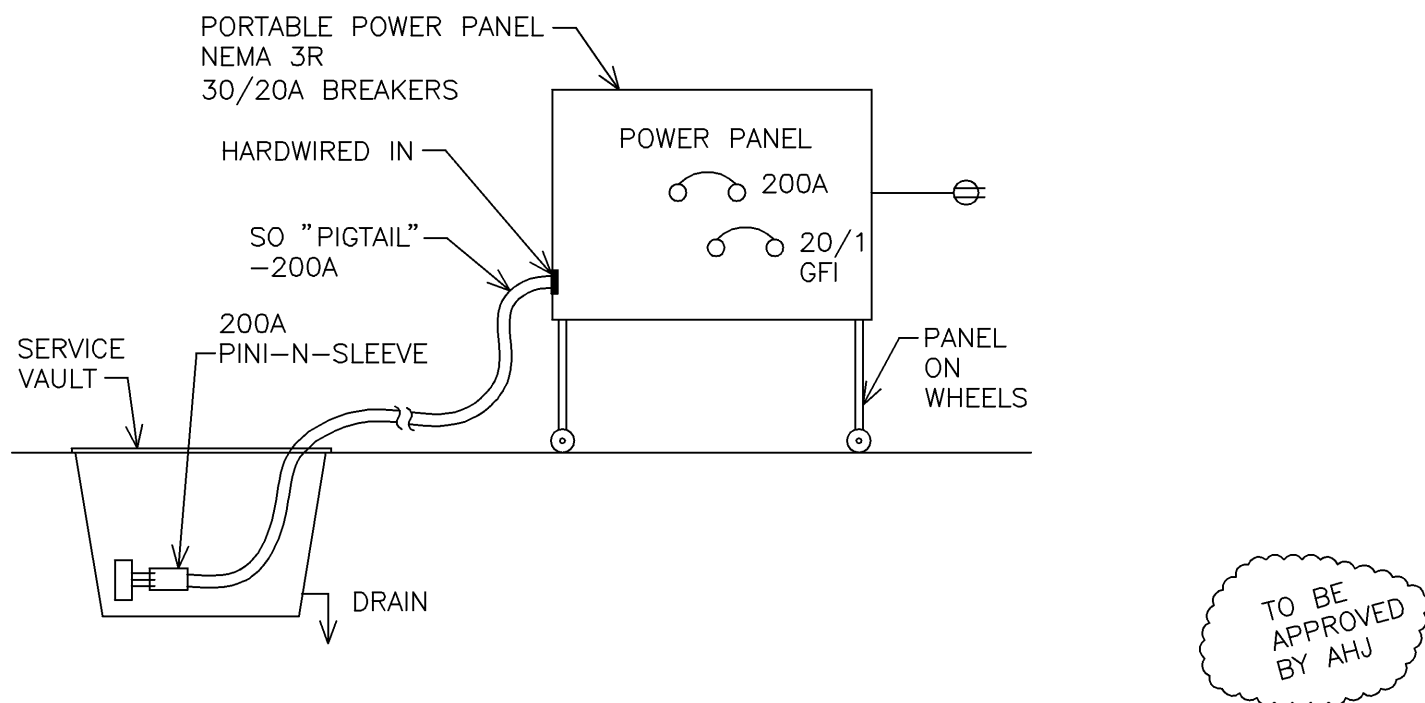 PORTABLE POWER PANEL
NEMA 3R
30/20A BREAKERS
HARDWIRED IN
SO "PIGTAIL"
-200A
200A
PINI-N-SLEEVE
SERVICE
VAULT
POWER PANEL
200A
20/1
GFI
PANEL
ON
WHEELS
DRAIN
TO BE
APPROVED
BY AHJ